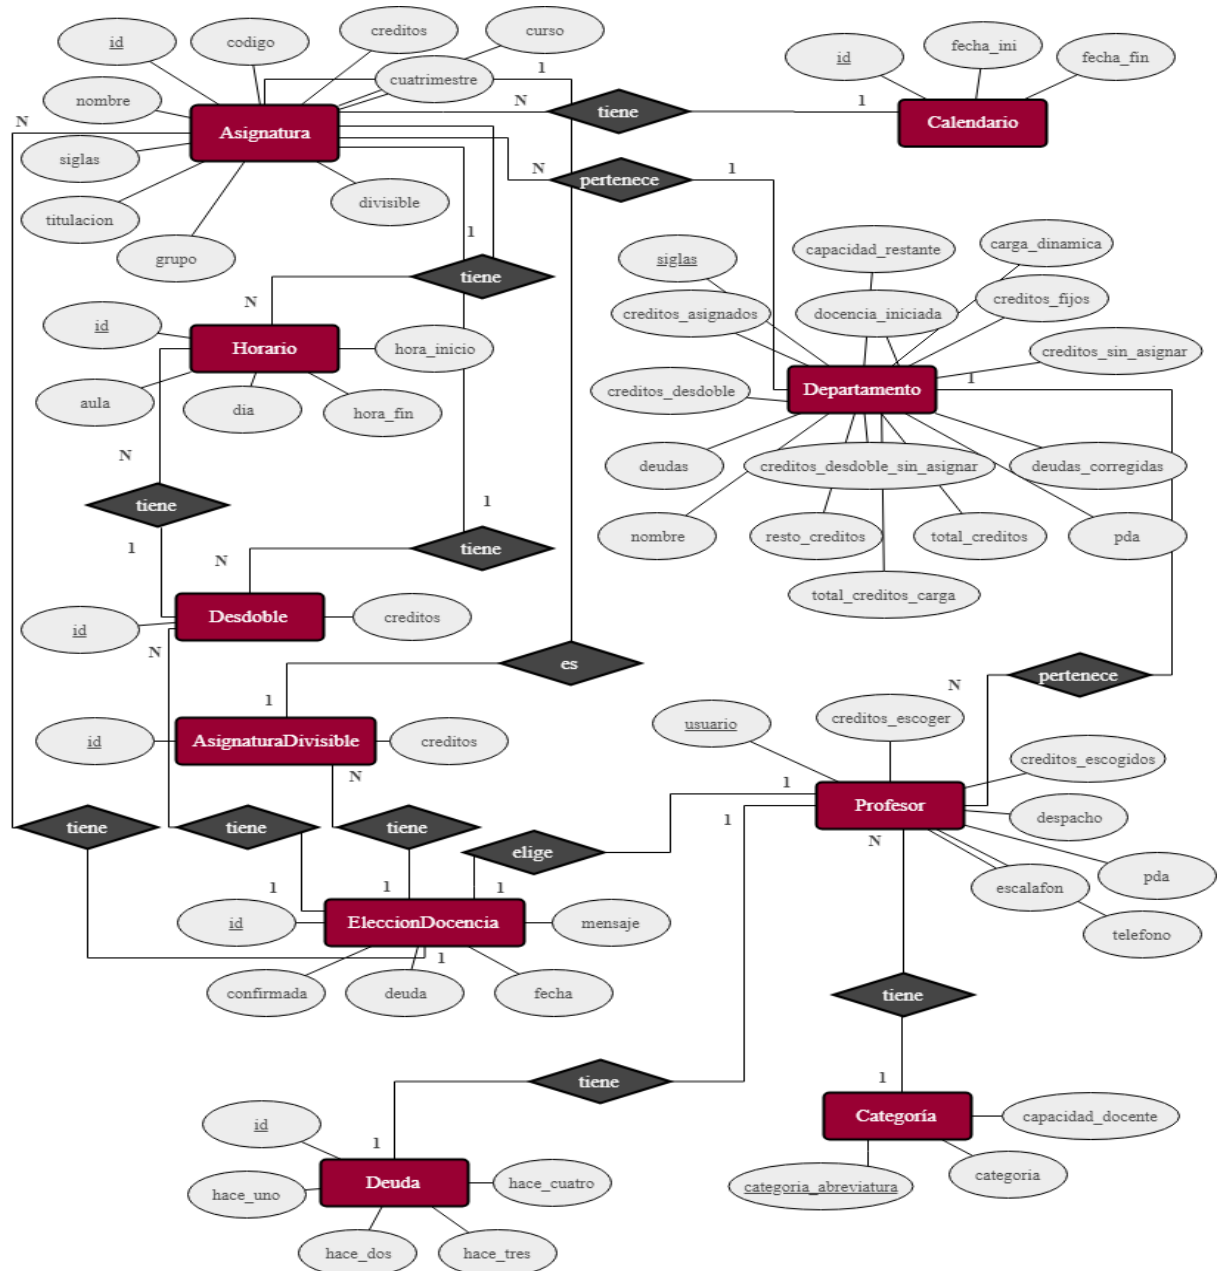 id
codigo
creditos
curso
fecha_ini
id
fecha_fin
1
cuatrimestre
nombre
N
N
tiene
1
Asignatura
Calendario
siglas
N
1
pertenece
titulacion
divisible
grupo
1
capacidad_restante
carga_dinamica
siglas
tiene
N
id
creditos_asignados
docencia_iniciada
creditos_fijos
Horario
hora_inicio
creditos_sin_asignar
1
Departamento
creditos_desdoble
aula
dia
hora_fin
N
deudas
creditos_desdoble_sin_asignar
deudas_corregidas
tiene
1
nombre
resto_creditos
total_creditos
pda
1
tiene
N
total_creditos_carga
Desdoble
creditos
id
N
es
pertenece
N
1
creditos_escoger
usuario
id
AsignaturaDivisible
creditos
creditos_escogidos
N
1
Profesor
despacho
1
tiene
tiene
tiene
N
elige
pda
escalafon
1
1
1
id
EleccionDocencia
mensaje
telefono
1
confirmada
deuda
fecha
tiene
tiene
1
Categoría
capacidad_docente
id
1
categoria
Deuda
hace_cuatro
categoria_abreviatura
hace_uno
hace_dos
hace_tres